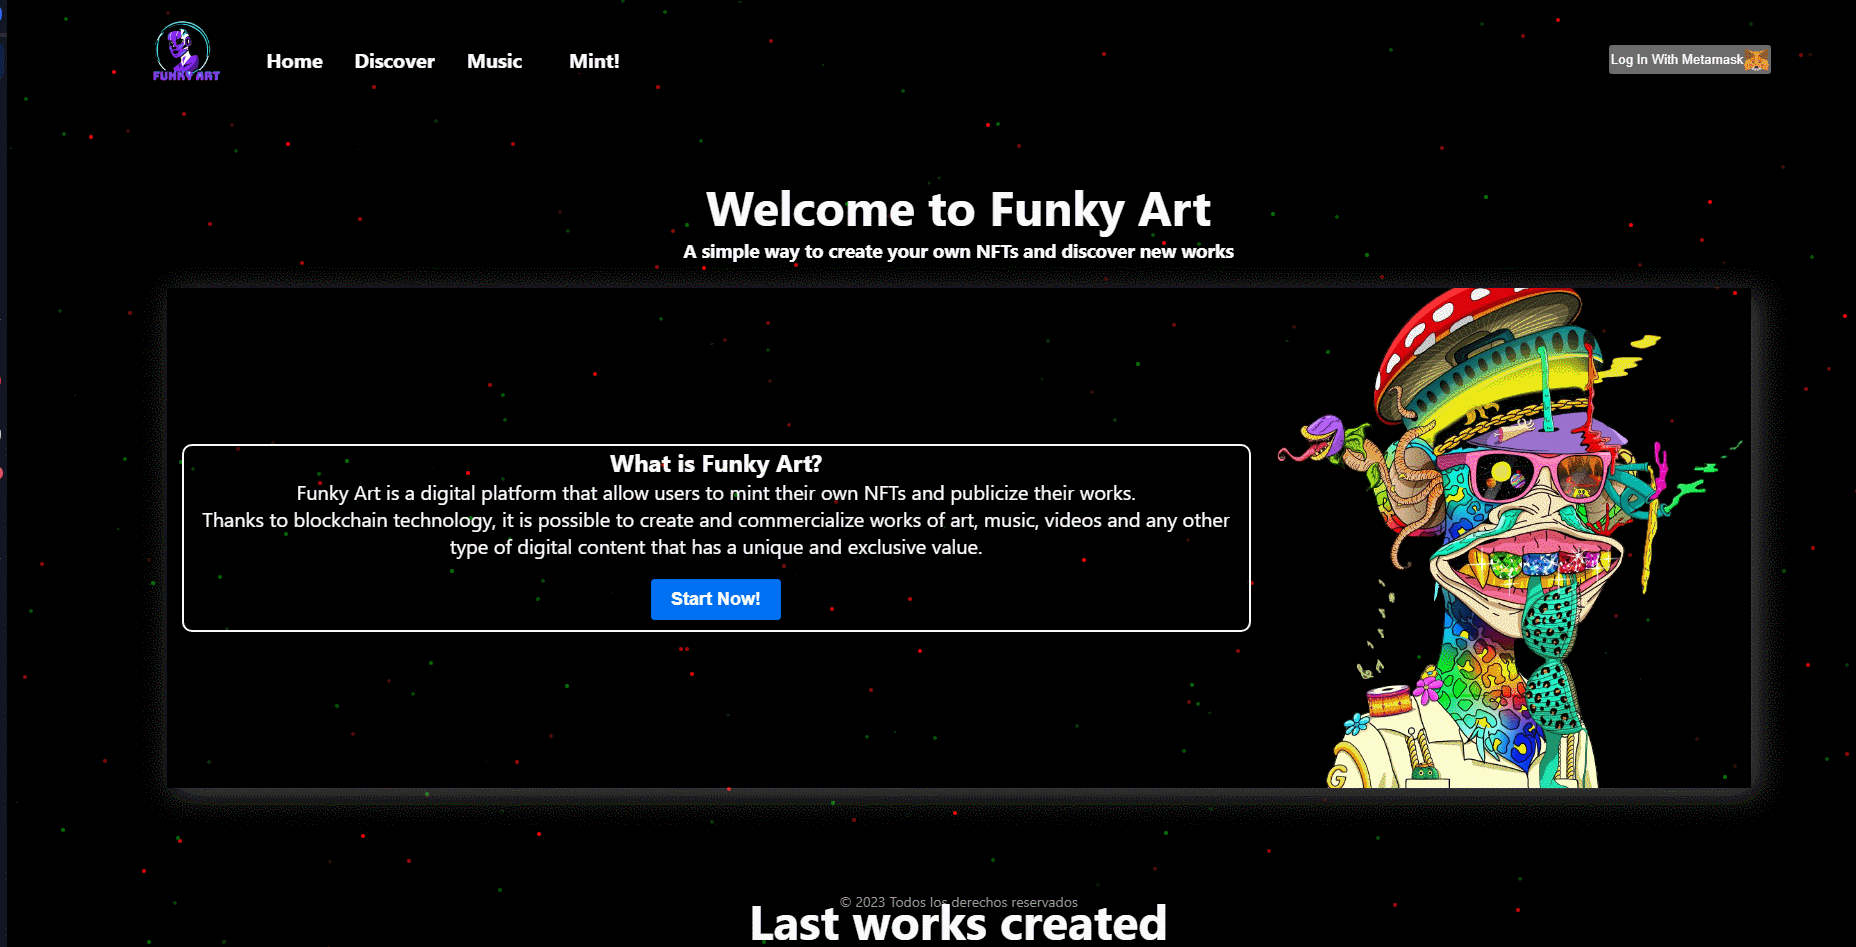 FUNKY ART
Home Discover Music Mint!
Log In With Metamask
Welcome to Funky Art
A simple way to create your own NFTs and discover new works
What is Funky Art?
Funky Art is a digital platform that allow users to mint their own NFTs and publicize their works.
Thanks to blockchain technology, it is possible to create and commercialize works of art, music, videos and any other
type of digital content that has a unique and exclusive value.
Start Now!
G
© 2023 Todos los derechos reservados
Last works created